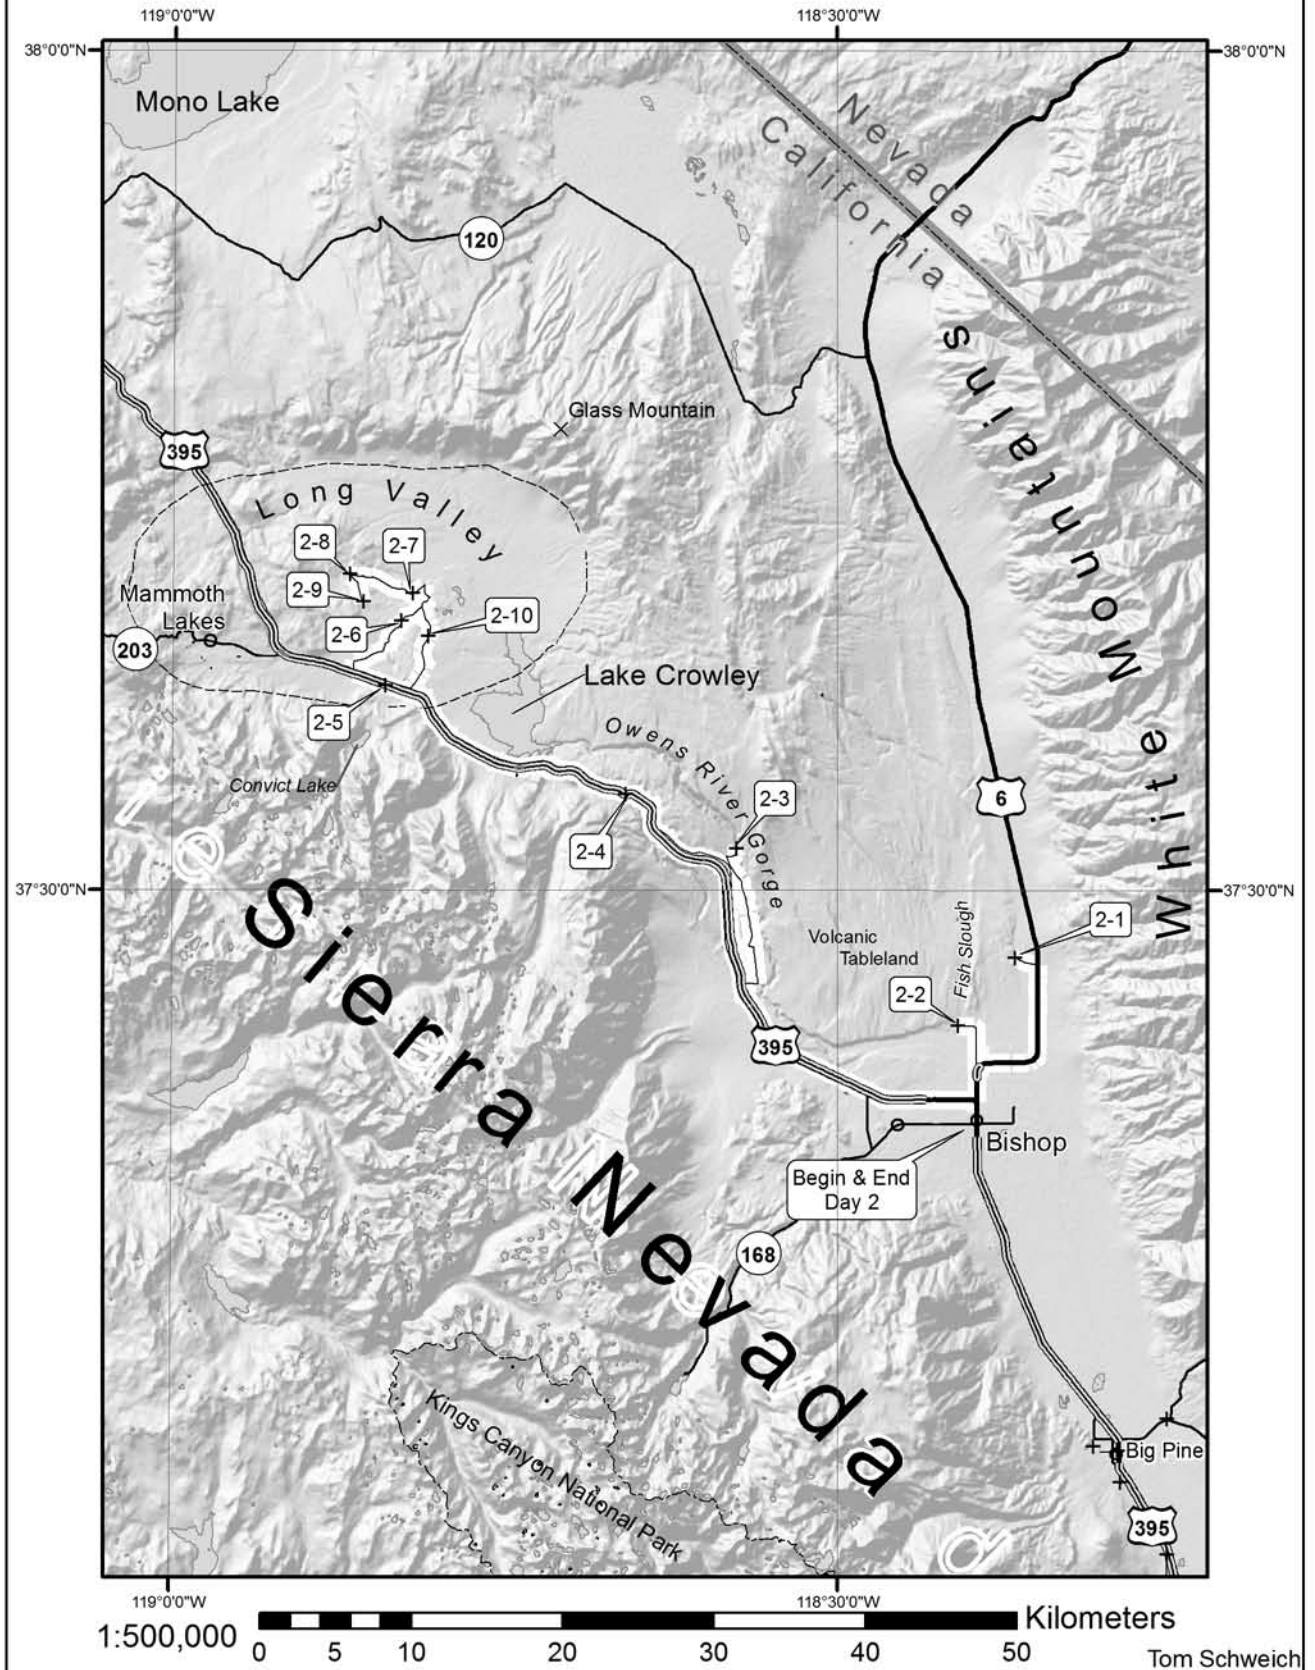 119°0'0"W
118°30'0"W
38°0'0"N
38°0'0"N
Mono Lake
Nevada
California
120
Glass Mountain
395
Long Valley
2-8
2-7
2-9
2-6
2-10
Mammoth
Lakes
203
Lake Crowley
2-5
Convict Lake
Owens River Gorge
2-3
2-4
6
White Mountains
37°30'0"N
37°30'0"N
2-1
Volcanic
Tableland
Fish Slough
2-2
395
Bishop
Begin & End
Day 2
168
Sierra Nevada
Kings Canyon National Park
Big Pine
395
119°0'0"W
118°30'0"W
1:500,000
0 5 10 20 30 40 50
Kilometers
Tom Schweich